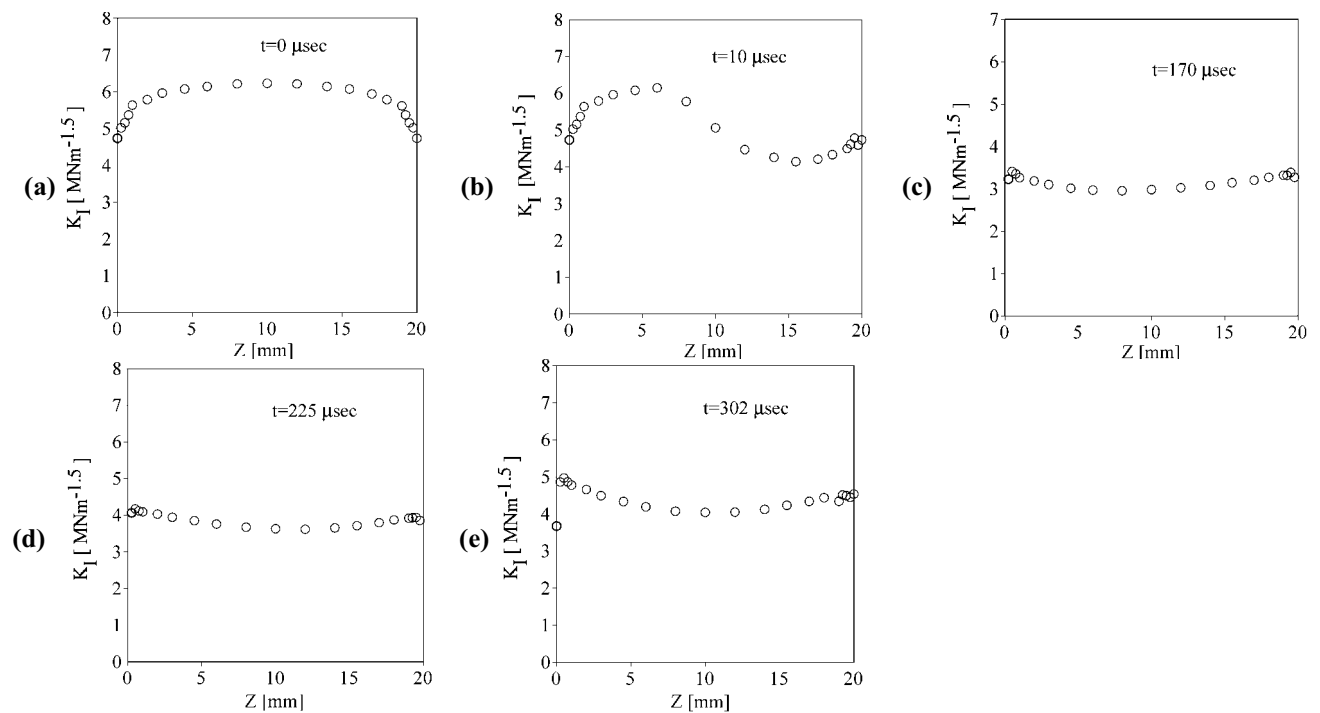 t=0 μsec
(a)
K_I [ MNm^-1.5 ]
8
7
6
5
4
3
2
1
0
0 5 10 15 20
Z [mm]
t=10 μsec
(b)
K_I [MNm^-1.5 ]
8
7
6
5
4
3
2
1
0
0 5 10 15 20
Z [mm]
t=170 μsec
(c)
K_I [ MNm^-1.5 ]
7
6
5
4
3
2
1
0
0 5 10 15 20
Z [mm]
t=225 μsec
(d)
K_I [ MNm^-1.5 ]
8
7
6
5
4
3
2
1
0
0 5 10 15 20
Z [mm]
t=302 μsec
(e)
K_I [ MNm^-1.5 ]
8
7
6
5
4
3
2
1
0
0 5 10 15 20
Z [mm]